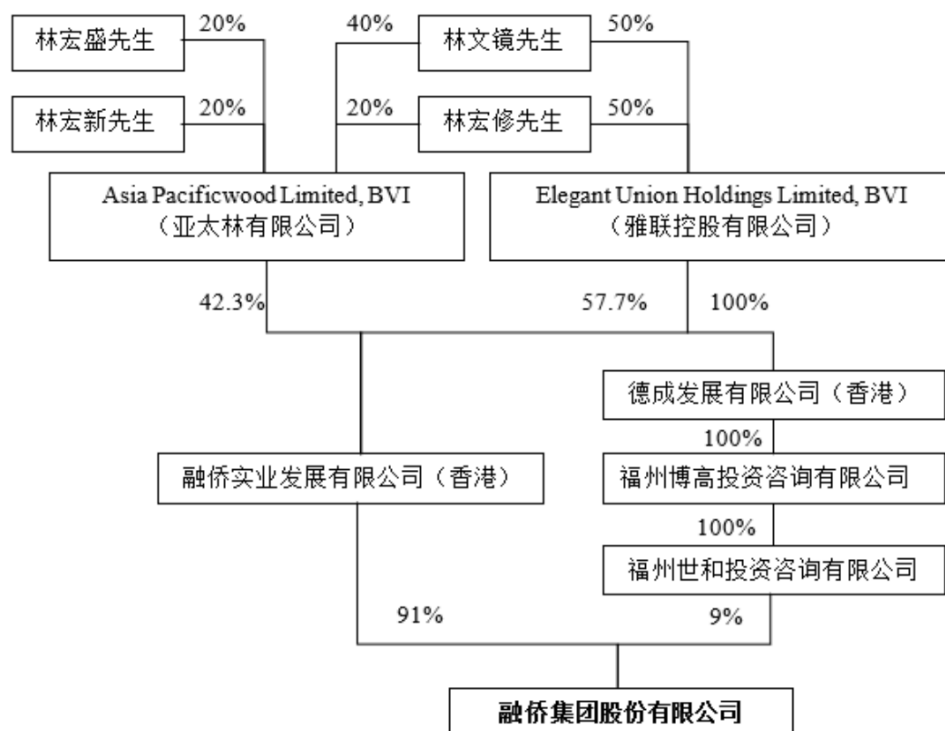 林宏盛先生
20%
40%
林文镜先生
50%
林宏新先生
20%
20%
林宏修先生
50%
Asia Pacificwood Limited, BVI
（亚太林有限公司）
Elegant Union Holdings Limited, BVI
（雅联控股有限公司）
42.3%
57.7%
100%
德成发展有限公司（香港）
100%
融侨实业发展有限公司（香港）
福州博高投资咨询有限公司
100%
福州世和投资咨询有限公司
91%
9%
融侨集团股份有限公司